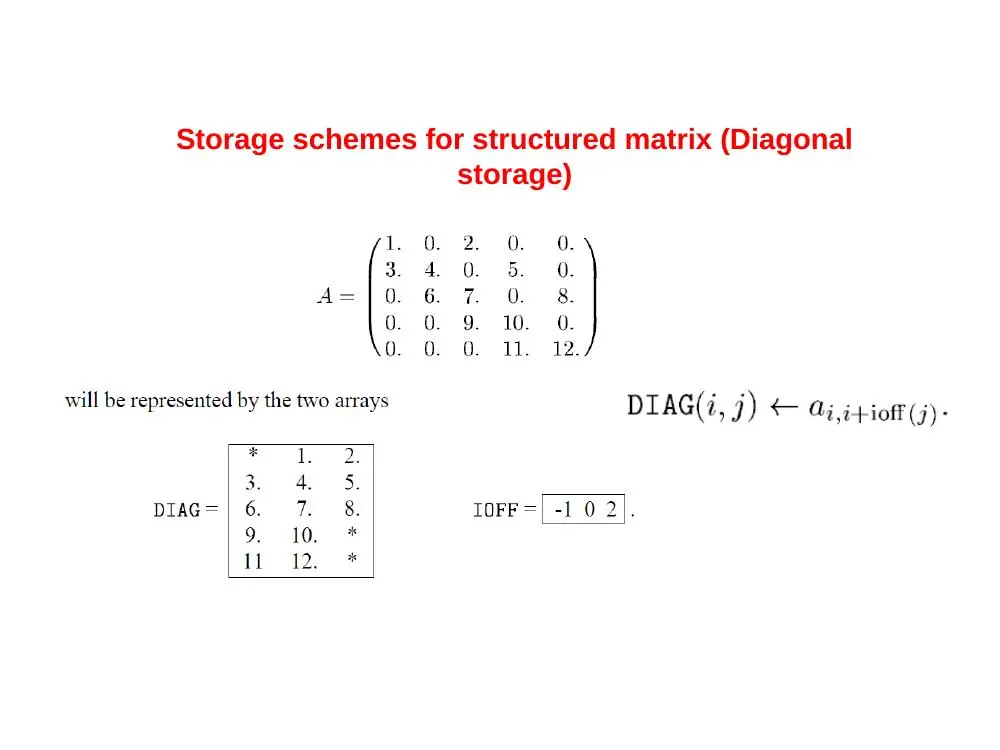 Storage schemes for structured matrix (Diagonal
storage)
1. 0. 2. 0. 0.
3. 4. 0. 5. 0.
A = 0. 6. 7. 0. 8.
0. 0. 9. 10. 0.
0. 0. 0. 11. 12.
will be represented by the two arrays
DIAG(i, j) ← a_{i,i+ioff(j)}.
* 1. 2.
3. 4. 5.
DIAG = 6. 7. 8.
9. 10. *
11 12. *
IOFF = -1 0 2 .